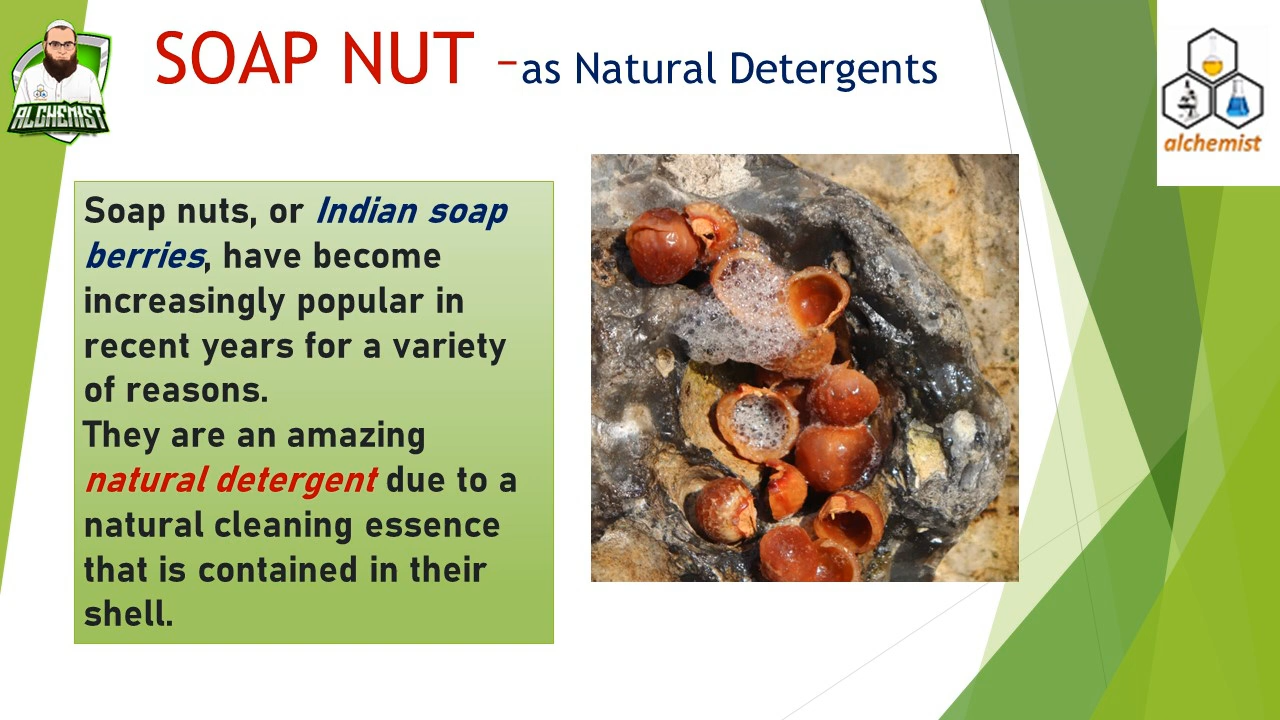 SOAP NUT –as Natural Detergents
ALCHEMIST
alchemist
Soap nuts, or Indian soap
berries, have become
increasingly popular in
recent years for a variety
of reasons.
They are an amazing
natural detergent due to a
natural cleaning essence
that is contained in their
shell.